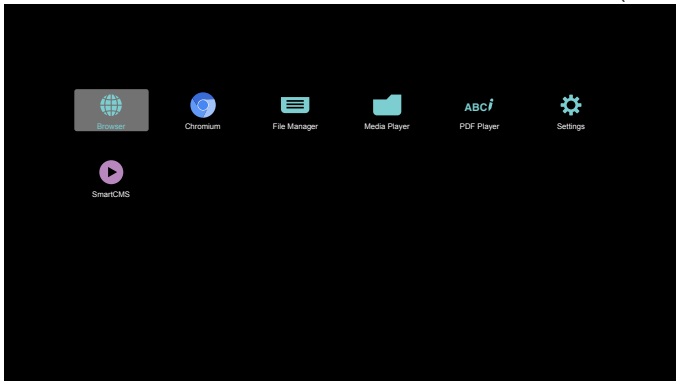 Browser
Chromium
File Manager
Media Player
ABCi
PDF Player
Settings
SmartCMS